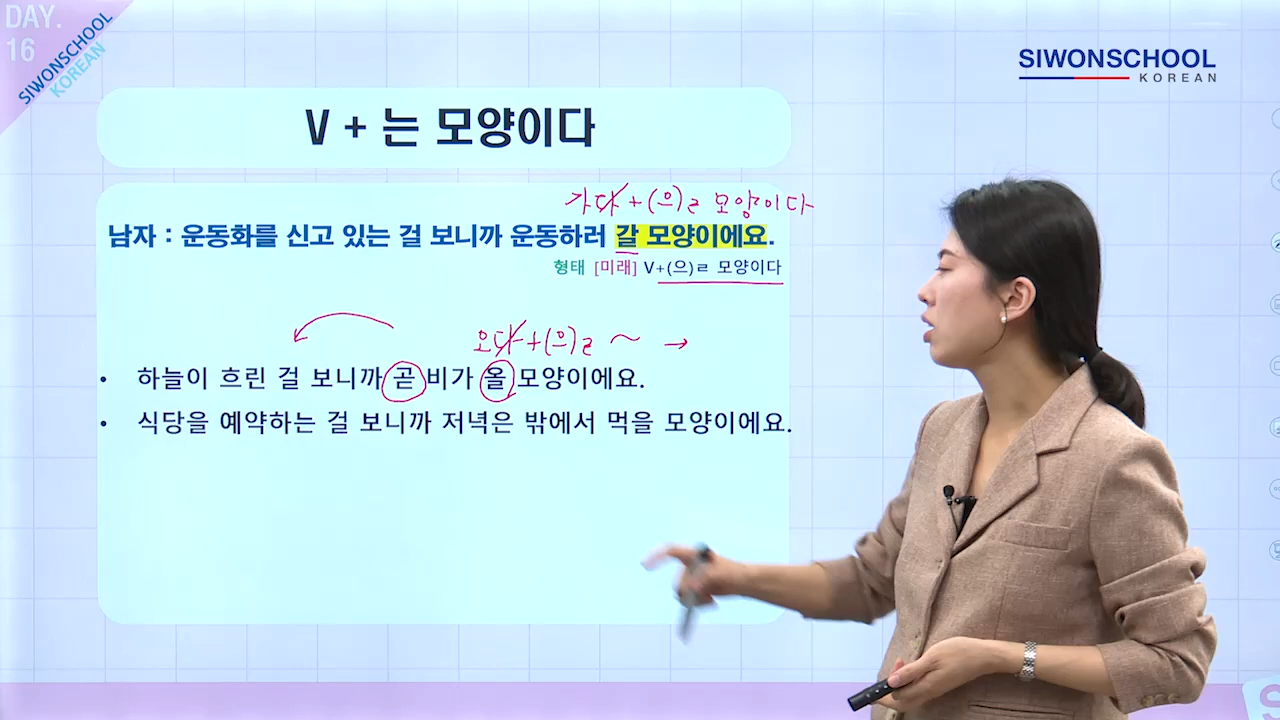 DAY.
16
SIWONSCHOOL
KOREAN
SIWONSCHOOL
KOREAN
V + 는 모양이다
가다 + (으)ㄹ 모양이다
남자 : 운동화를 신고 있는 걸 보니까 운동하러 갈 모양이에요.
형태 [미래] V+(으)ㄹ 모양이다
오다 + (으)ㄹ ~ →
• 하늘이 흐린 걸 보니까 곧 비가 올 모양이에요.
• 식당을 예약하는 걸 보니까 저녁은 밖에서 먹을 모양이에요.